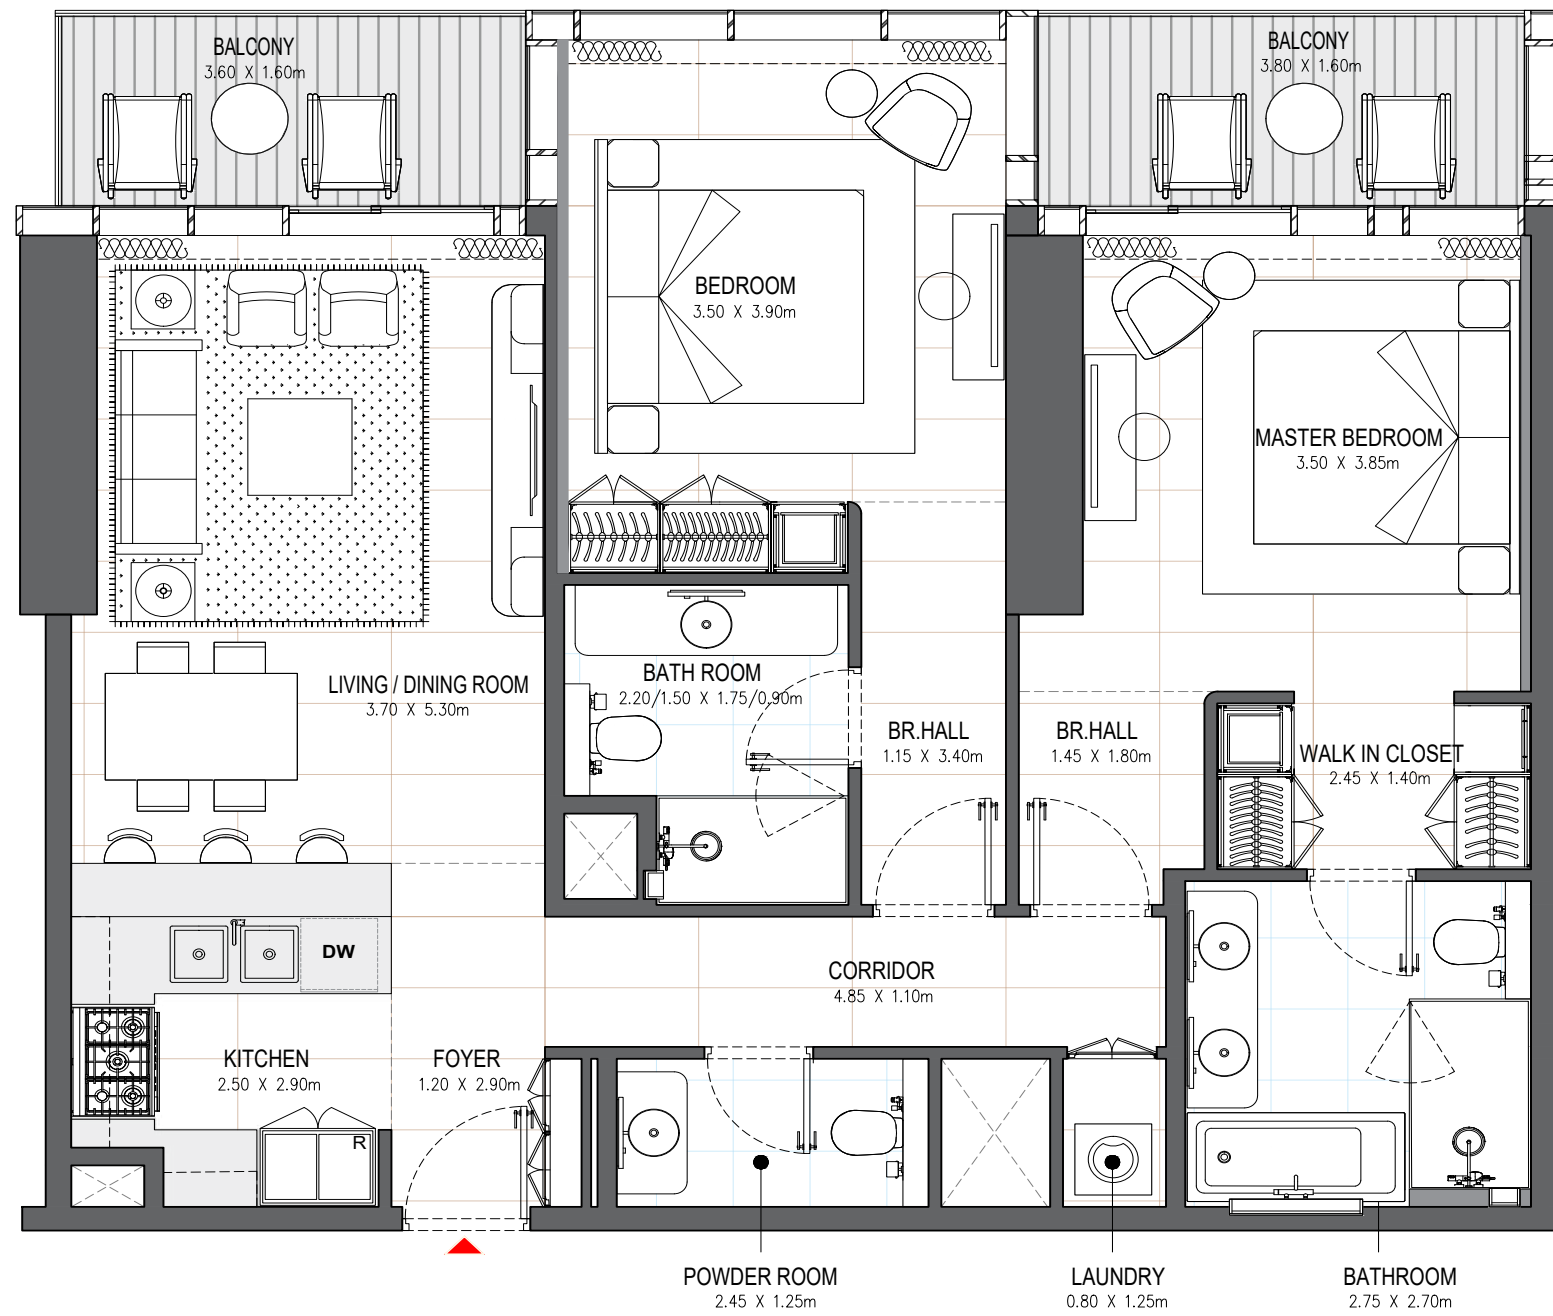 BALCONY
3.60 X 1.60m
BALCONY
3.80 X 1.60m
BEDROOM
3.50 X 3.90m
MASTER BEDROOM
3.50 X 3.85m
LIVING / DINING ROOM
3.70 X 5.30m
BATH ROOM
2.20/1.50 X 1.75/0.90m
BR.HALL
1.15 X 3.40m
BR.HALL
1.45 X 1.80m
WALK IN CLOSET
2.45 X 1.40m
DW
CORRIDOR
4.85 X 1.10m
KITCHEN
2.50 X 2.90m
FOYER
1.20 X 2.90m
R
POWDER ROOM
2.45 X 1.25m
LAUNDRY
0.80 X 1.25m
BATHROOM
2.75 X 2.70m